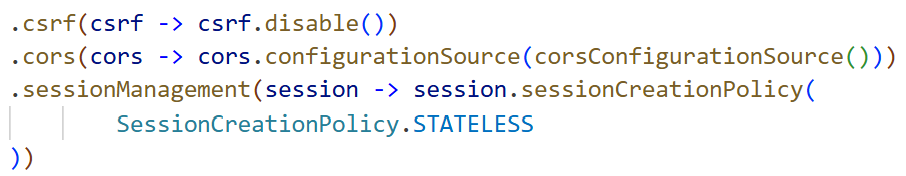 .csrf(csrf -> csrf.disable())
.cors(cors -> cors.configurationSource(corsConfigurationSource()))
.sessionManagement(session -> session.sessionCreationPolicy(
        SessionCreationPolicy.STATELESS
))